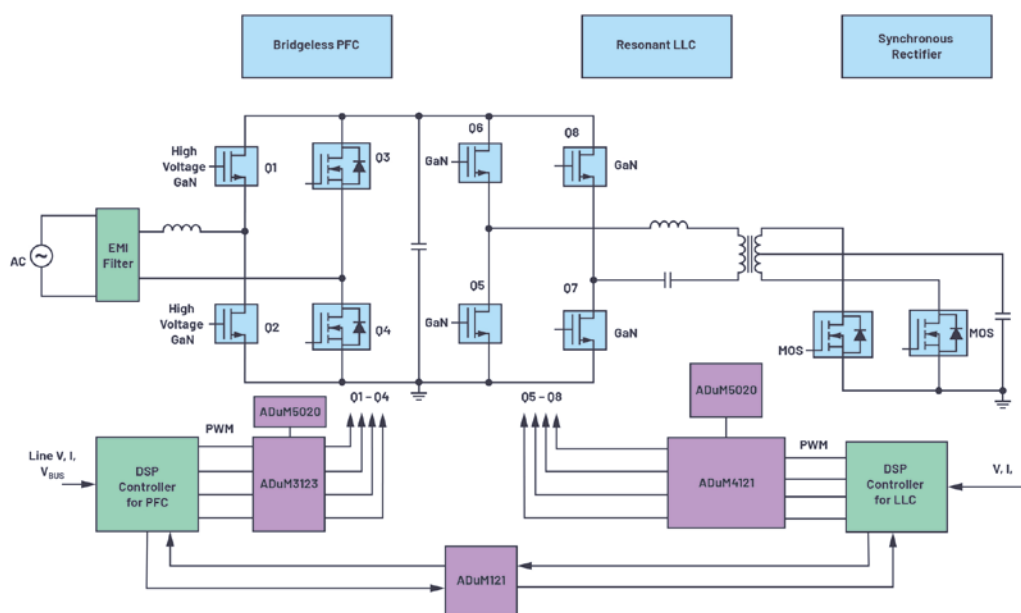 Bridgeless PFC
Resonant LLC
Synchronous
Rectifier
High
Voltage
GaN
Q1
Q3
Q6
GaN
Q8
GaN
AC
EMI
Filter
High
Voltage
GaN
Q2
Q4
Q5
GaN
Q7
GaN
MOS
MOS
Q1 – Q4
Q5 – Q8
ADuM5020
ADuM5020
Line V, I,
VBUS
DSP
Controller
for PFC
PWM
ADuM3123
ADuM4121
PWM
DSP
Controller
for LLC
V, I,
ADuM121